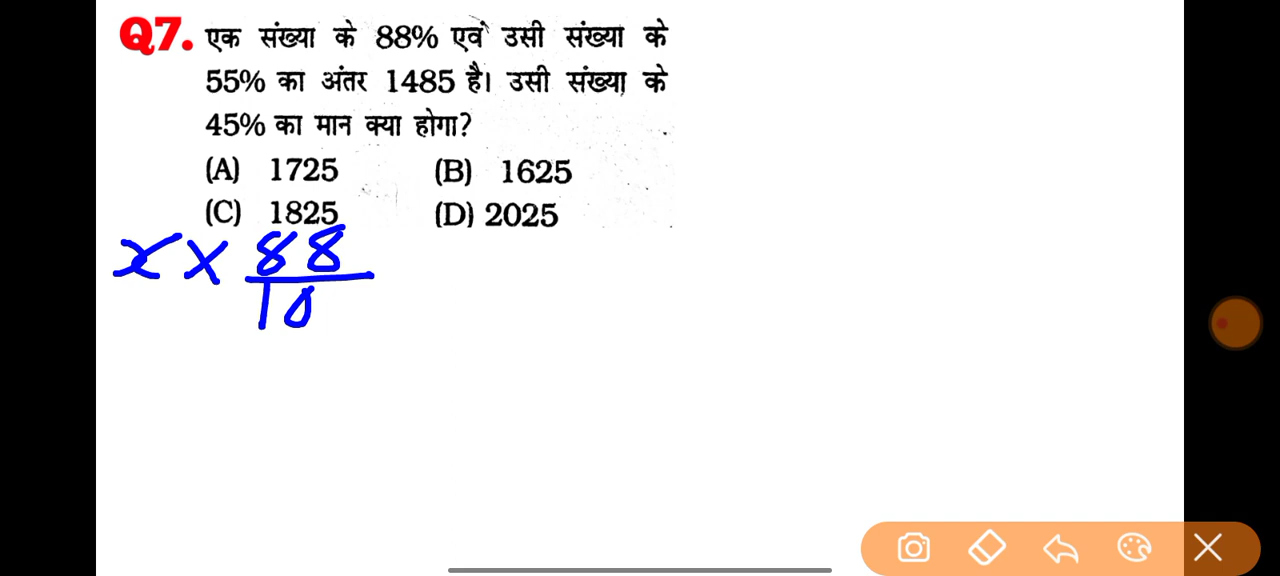 Q7. एक संख्या के 88% एवं उसी संख्या के
55% का अंतर 1485 है। उसी संख्या के
45% का मान क्या होगा?
(A) 1725 (B) 1625
(C) 1825 (D) 2025
x × 88
10